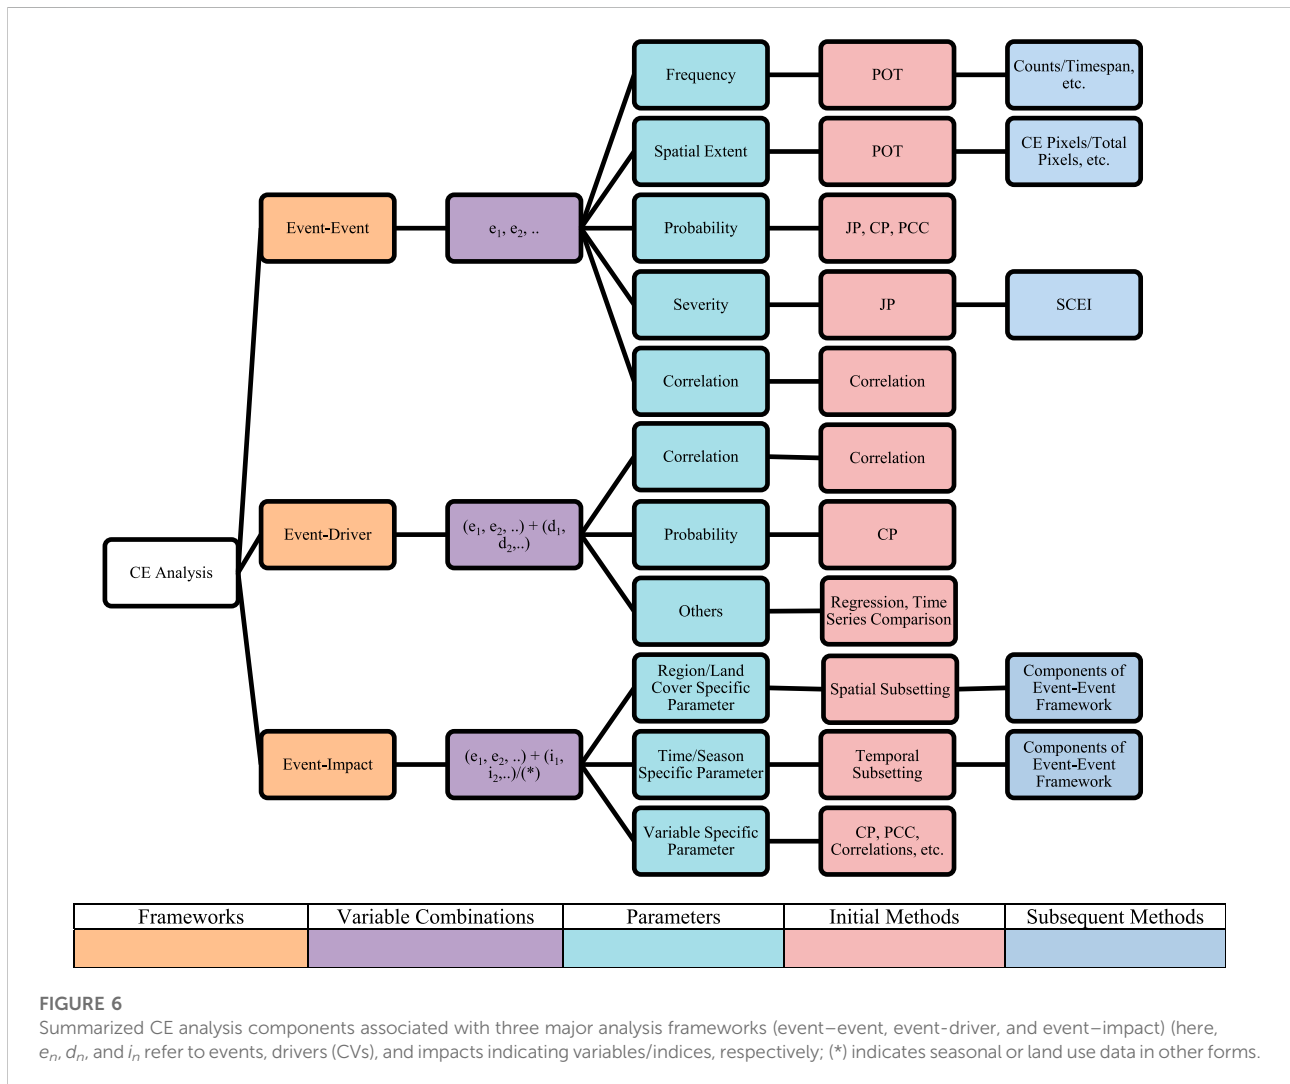 Frequency
POT
Counts/Timespan,
etc.
Spatial Extent
POT
CE Pixels/Total
Pixels, etc.
Event-Event
e₁, e₂, ..
Probability
JP, CP, PCC
Severity
JP
SCEI
Correlation
Correlation
Correlation
Correlation
Event-Driver
(e₁, e₂, ..) + (d₁,
d₂,..)
Probability
CP
CE Analysis
Others
Regression, Time
Series Comparison
Region/Land
Cover Specific
Parameter
Spatial Subsetting
Components of
Event-Event
Framework
Event-Impact
(e₁, e₂, ..) + (i₁,
i₂,..)/(*)
Time/Season
Specific Parameter
Temporal
Subsetting
Components of
Event-Event
Framework
Variable Specific
Parameter
CP, PCC,
Correlations, etc.
Frameworks
Variable Combinations
Parameters
Initial Methods
Subsequent Methods
FIGURE 6
Summarized CE analysis components associated with three major analysis frameworks (event–event, event-driver, and event–impact) (here,
eₙ, dₙ, and iₙ refer to events, drivers (CVs), and impacts indicating variables/indices, respectively; (*) indicates seasonal or land use data in other forms.